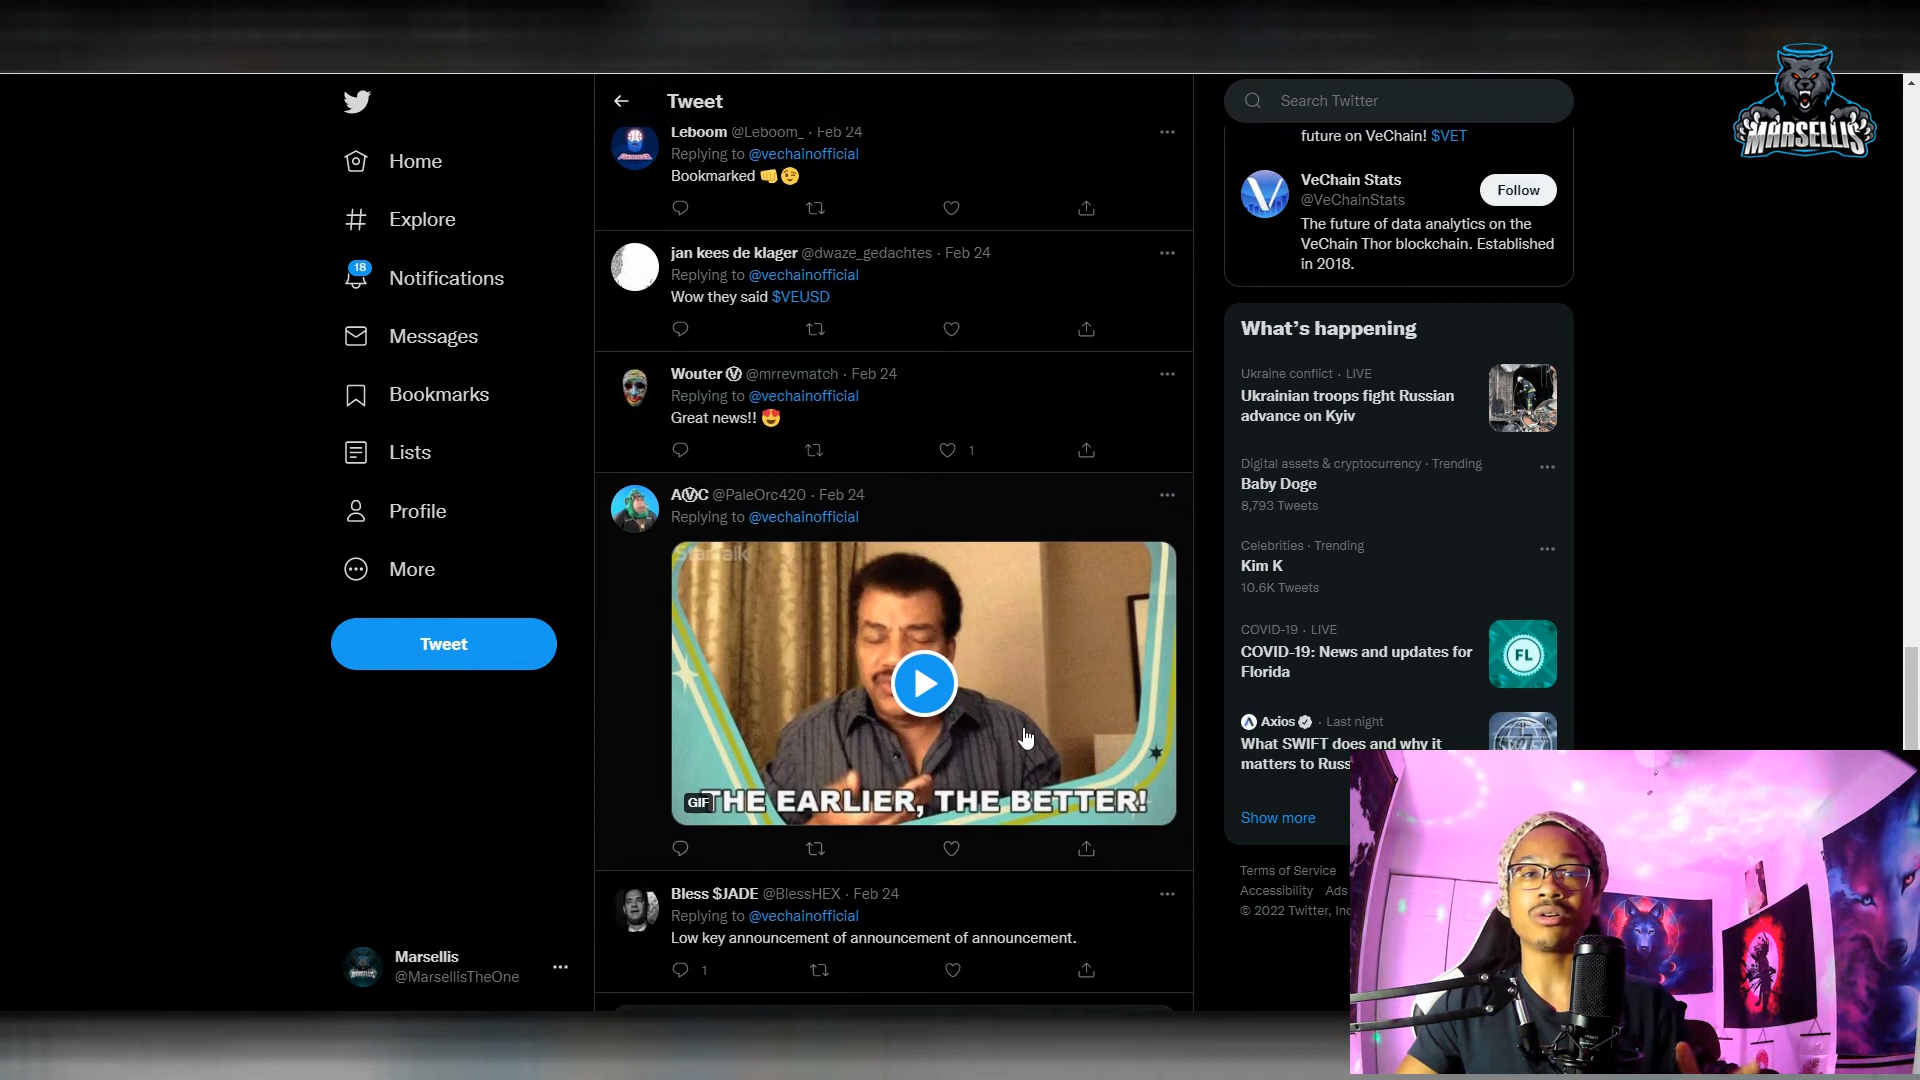 MARSELLIS
Home
Explore
18
Notifications
Messages
Bookmarks
Lists
Profile
More
Tweet
Marsellis
@MarsellisTheOne
Tweet
Leboom @Leboom_ · Feb 24
Replying to @vechainofficial
Bookmarked 👊😉
jan kees de klager @dwaze_gedachtes · Feb 24
Replying to @vechainofficial
Wow they said $VEUSD
Wouter Ⓥ @mrrevmatch · Feb 24
Replying to @vechainofficial
Great news!! 😍
1
AⓋC @PaleOrc420 · Feb 24
Replying to @vechainofficial
StarTalk
GIF
THE EARLIER, THE BETTER!
Bless $JADE @BlessHEX · Feb 24
Replying to @vechainofficial
Low key announcement of announcement of announcement.
1
Search Twitter
future on VeChain! $VET
VeChain Stats
@VeChainStats
Follow
The future of data analytics on the
VeChain Thor blockchain. Established
in 2018.
What’s happening
Ukraine conflict · LIVE
Ukrainian troops fight Russian
advance on Kyiv
Digital assets & cryptocurrency · Trending
Baby Doge
8,793 Tweets
Celebrities · Trending
Kim K
10.6K Tweets
COVID-19 · LIVE
COVID-19: News and updates for
Florida
FL
Axios · Last night
What SWIFT does and why it
matters to Russ
Show more
Terms of Service
Accessibility Ads
© 2022 Twitter, Inc